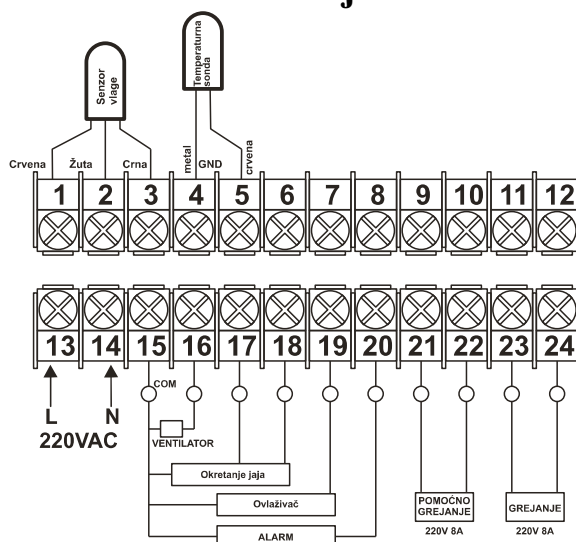 Senzor
vlage
Temperaturna
sonda
Crvena Žuta Crna metal GND crvena
1 2 3 4 5 6 7 8 9 10 11 12
13 14 15 16 17 18 19 20 21 22 23 24
L N COM
220VAC VENTILATOR
Okretanje jaja
Ovlaživač
POMOĆNO
GREJANJE
GREJANJE
220V 8A 220V 8A
ALARM